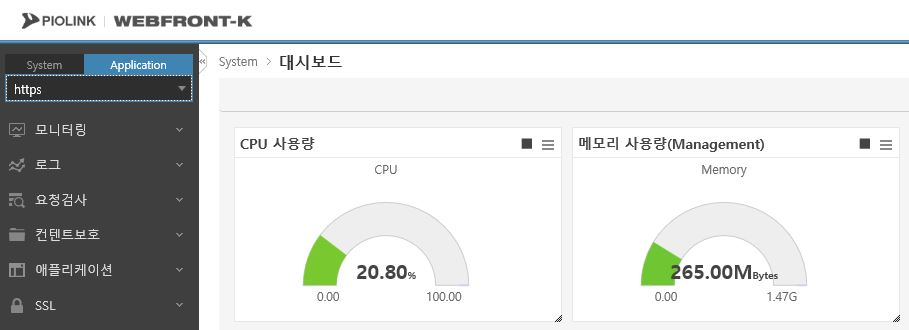 PIOLINK WEBFRONT-K
System Application
https
모니터링
로그
요청검사
컨텐트보호
애플리케이션
SSL
System > 대시보드
CPU 사용량
CPU
20.80%
0.00 100.00
메모리 사용량(Management)
Memory
265.00MBytes
0.00 1.47G